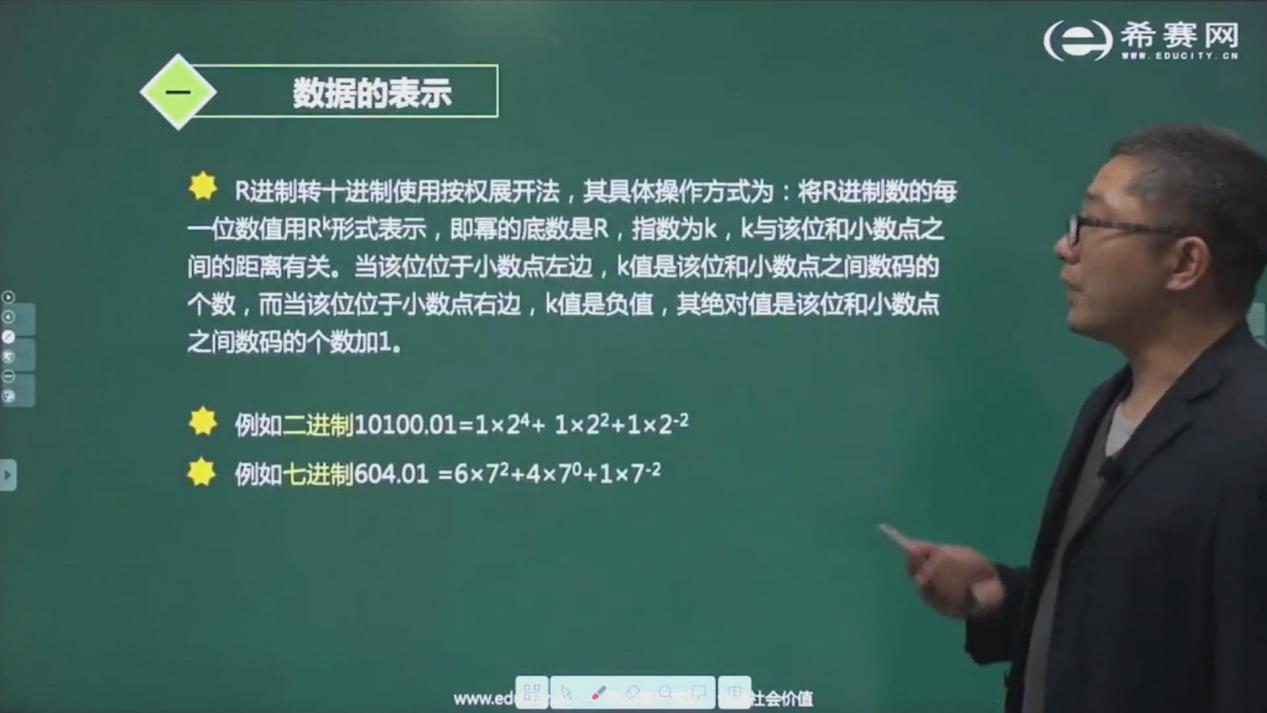 希赛网
WWW.EDUCITY.CN
一
数据的表示
R进制转十进制使用按权展开法，其具体操作方式为：将R进制数的每
一位数值用Rᵏ形式表示，即幂的底数是R，指数为k，k与该位和小数点之
间的距离有关。当该位位于小数点左边，k值是该位和小数点之间数码的
个数，而当该位位于小数点右边，k值是负值，其绝对值是该位和小数点
之间数码的个数加1。
例如二进制10100.01=1×2⁴+ 1×2²+1×2⁻²
例如七进制604.01 =6×7²+4×7⁰+1×7⁻²
www.edu 社会价值